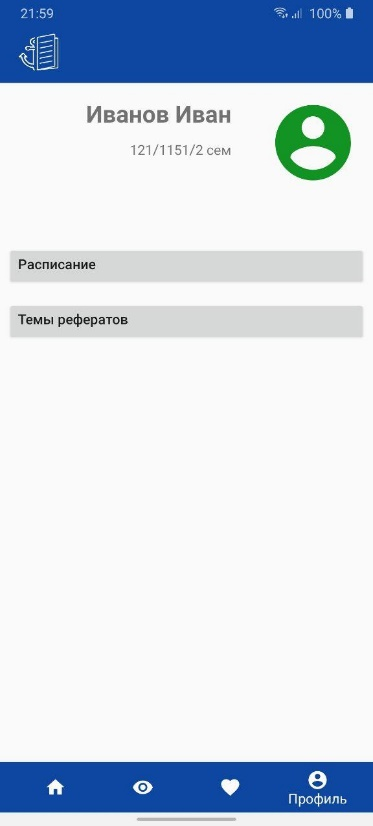 21:59
100%
Иванов Иван
121/1151/2 сем
Расписание
Темы рефератов
Профиль